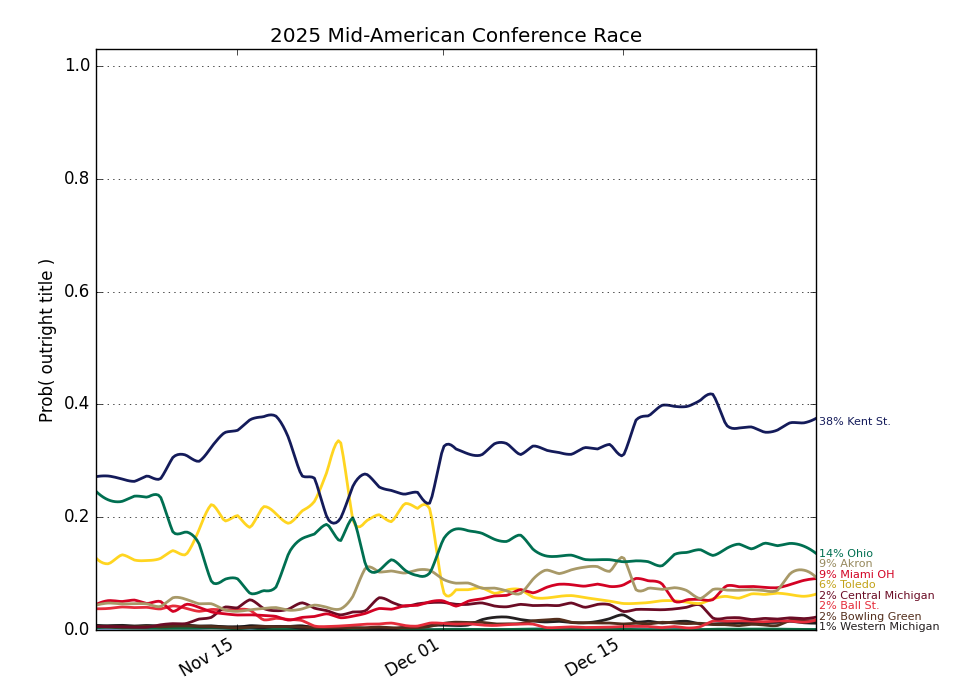 2025 Mid-American Conference Race
Prob( outright title )
1.0
0.8
0.6
0.4
0.2
0.0
Nov 15
Dec 01
Dec 15
38% Kent St.
14% Ohio
9% Akron
9% Miami OH
6% Toledo
2% Central Michigan
2% Ball St.
2% Bowling Green
1% Western Michigan